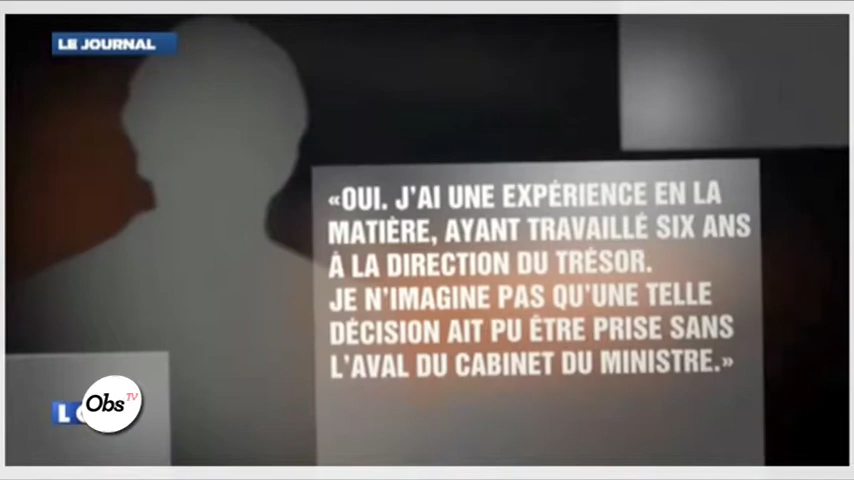 LE JOURNAL
«OUI. J'AI UNE EXPÉRIENCE EN LA
MATIÈRE, AYANT TRAVAILLÉ SIX ANS
À LA DIRECTION DU TRÉSOR.
JE N'IMAGINE PAS QU'UNE TELLE
DÉCISION AIT PU ÊTRE PRISE SANS
L'AVAL DU CABINET DU MINISTRE.»
Obs TV